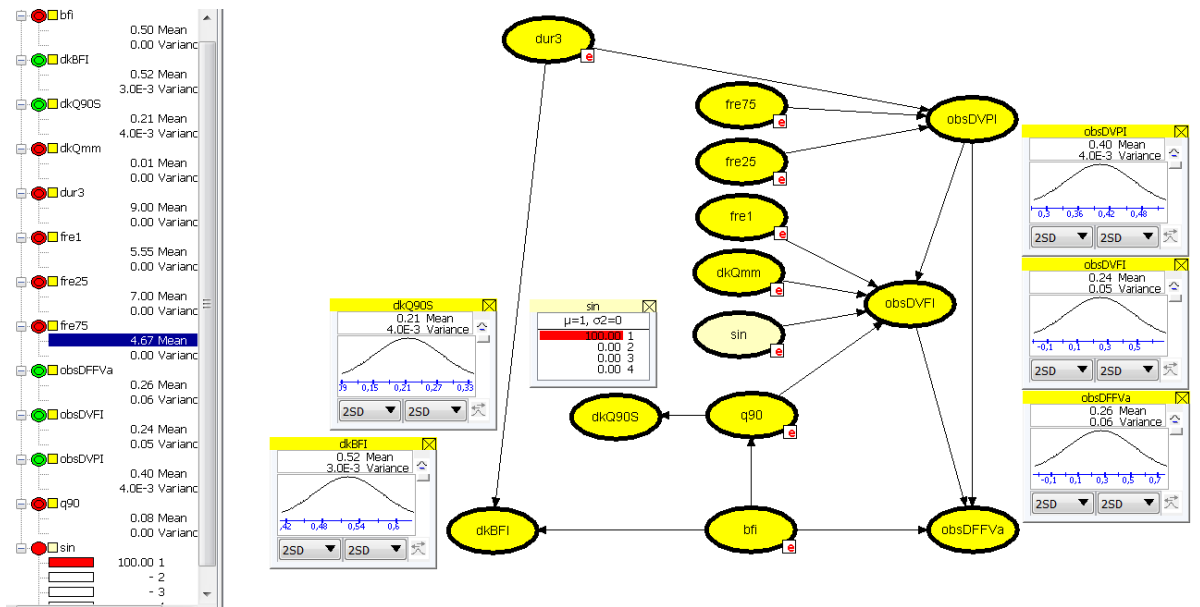 bfi
0.50 Mean
0.00 Varianc
dkBFI
0.52 Mean
3.0E-3 Varianc
dkQ90S
0.21 Mean
4.0E-3 Varianc
dkQmm
0.01 Mean
0.00 Varianc
dur3
9.00 Mean
0.00 Varianc
fre1
5.55 Mean
0.00 Varianc
fre25
7.00 Mean
0.00 Varianc
fre75
4.67 Mean
0.00 Varianc
obsDFFVa
0.26 Mean
0.06 Varianc
obsDVFI
0.24 Mean
0.05 Varianc
obsDVPI
0.40 Mean
4.0E-3 Varianc
q90
0.08 Mean
0.00 Varianc
sin
100.00 1
- 2
- 3
dur3
e
fre75
e
fre25
e
fre1
e
dkQmm
e
sin
e
dkQ90S
q90
e
dkBFI
bfi
e
obsDVPI
obsDVFI
obsDFFVa
dkQ90S
0.21 Mean
4.0E-3 Variance
09 0,15 0,21 0,27 0,33
2SD 2SD
sin
μ=1, σ2=0
100.00 1
0.00 2
0.00 3
0.00 4
dkBFI
0.52 Mean
3.0E-3 Variance
,42 0,48 0,54 0,6
2SD 2SD
obsDVPI
0.40 Mean
4.0E-3 Variance
0,3 0,36 0,42 0,48
2SD 2SD
obsDVFI
0.24 Mean
0.05 Variance
-0,1 0,1 0,3 0,5
2SD 2SD
obsDFFVa
0.26 Mean
0.06 Variance
-0,1 0,1 0,3 0,5 0,7
2SD 2SD